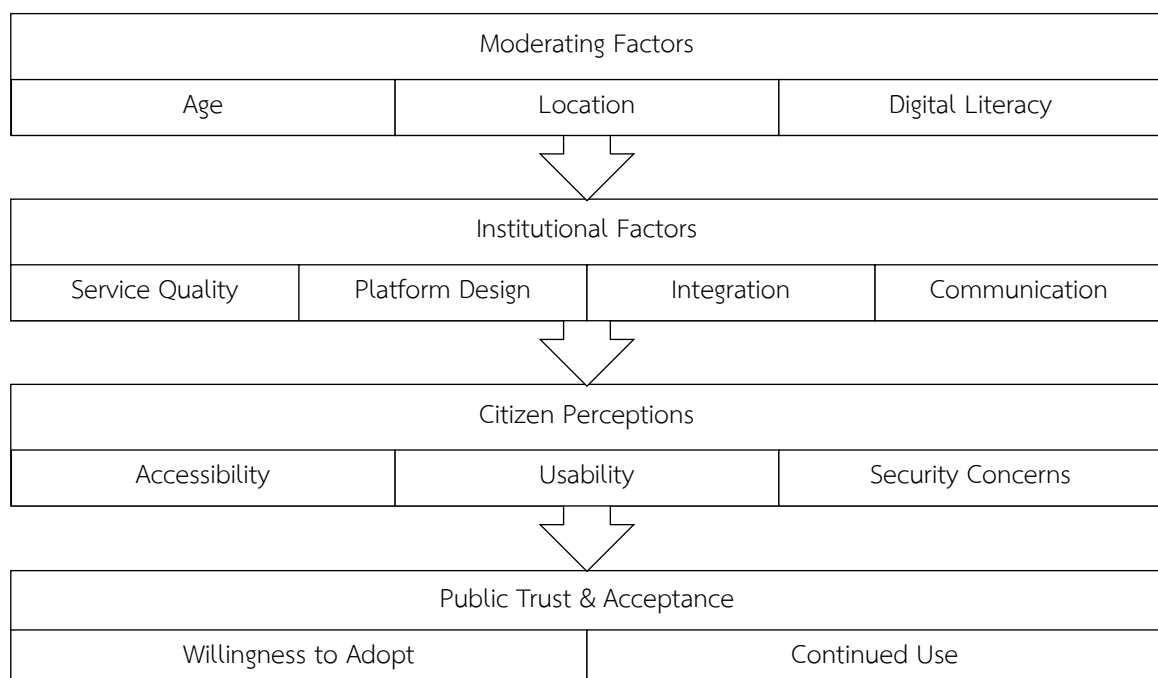 Moderating Factors
Age Location Digital Literacy
Institutional Factors
Service Quality Platform Design Integration Communication
Citizen Perceptions
Accessibility Usability Security Concerns
Public Trust & Acceptance
Willingness to Adopt Continued Use